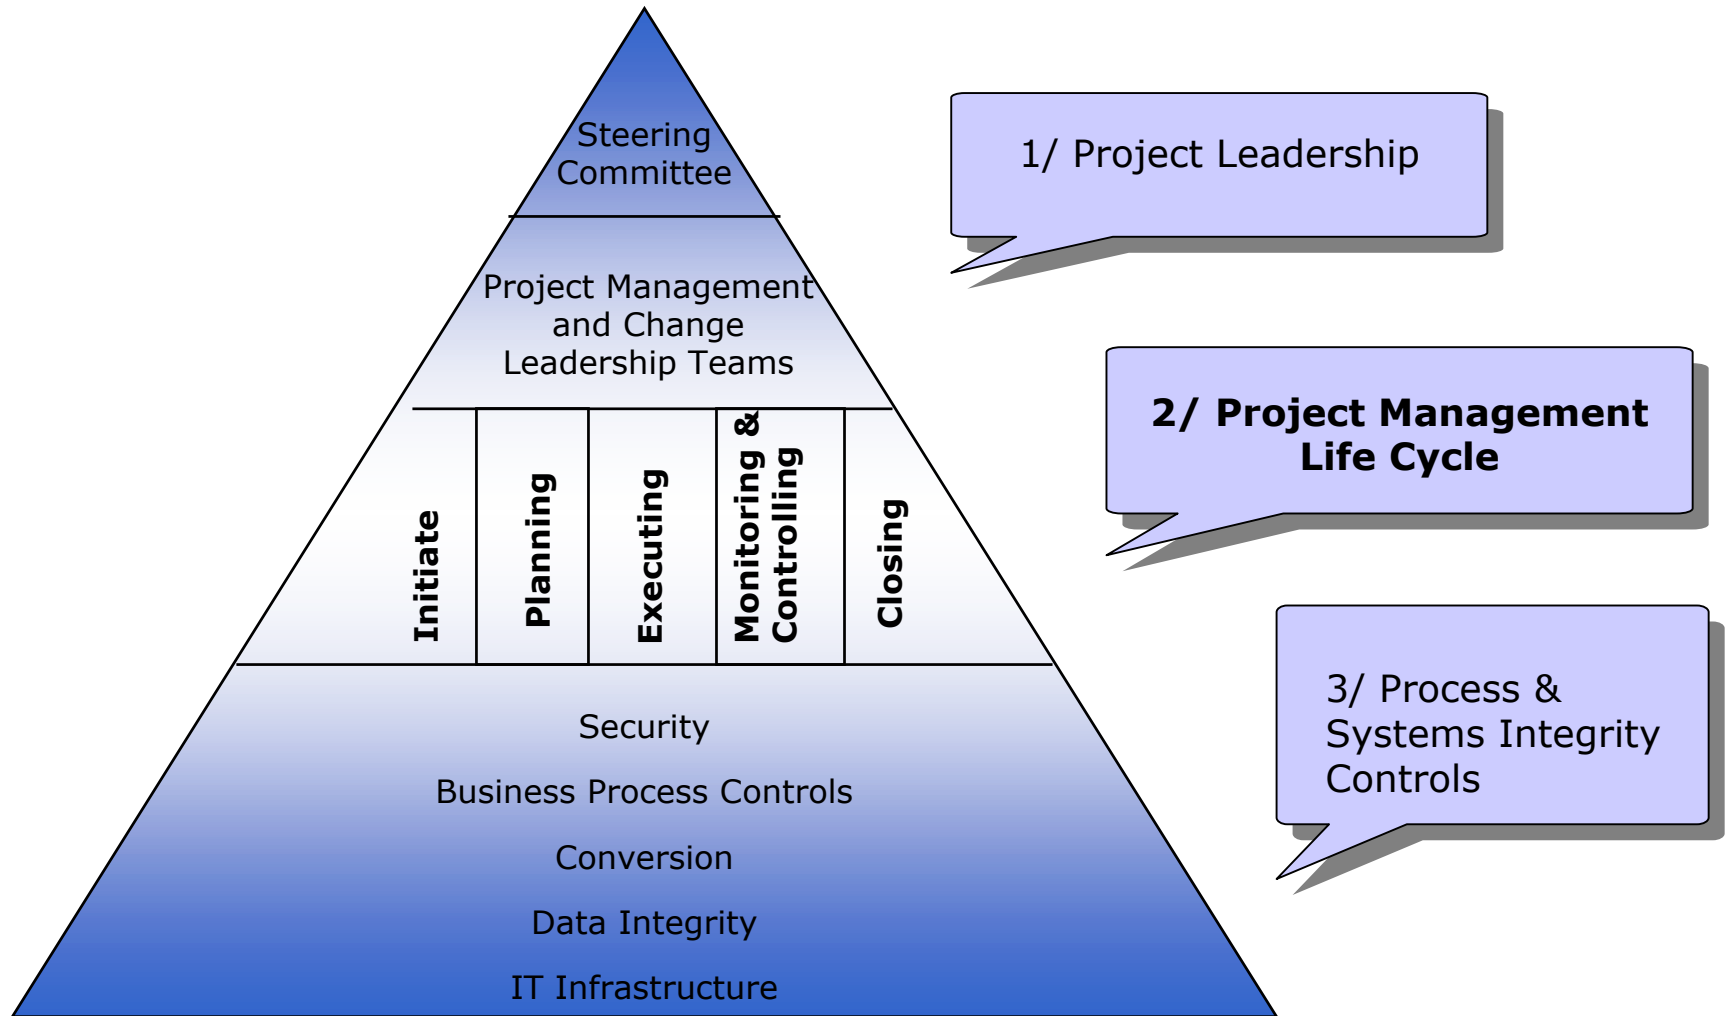 Steering
Committee
1/ Project Leadership
Project Management
and Change
Leadership Teams
2/ Project Management
Life Cycle
Initiate
Planning
Executing
Monitoring &
Controlling
Closing
3/ Process &
Systems Integrity
Controls
Security
Business Process Controls
Conversion
Data Integrity
IT Infrastructure